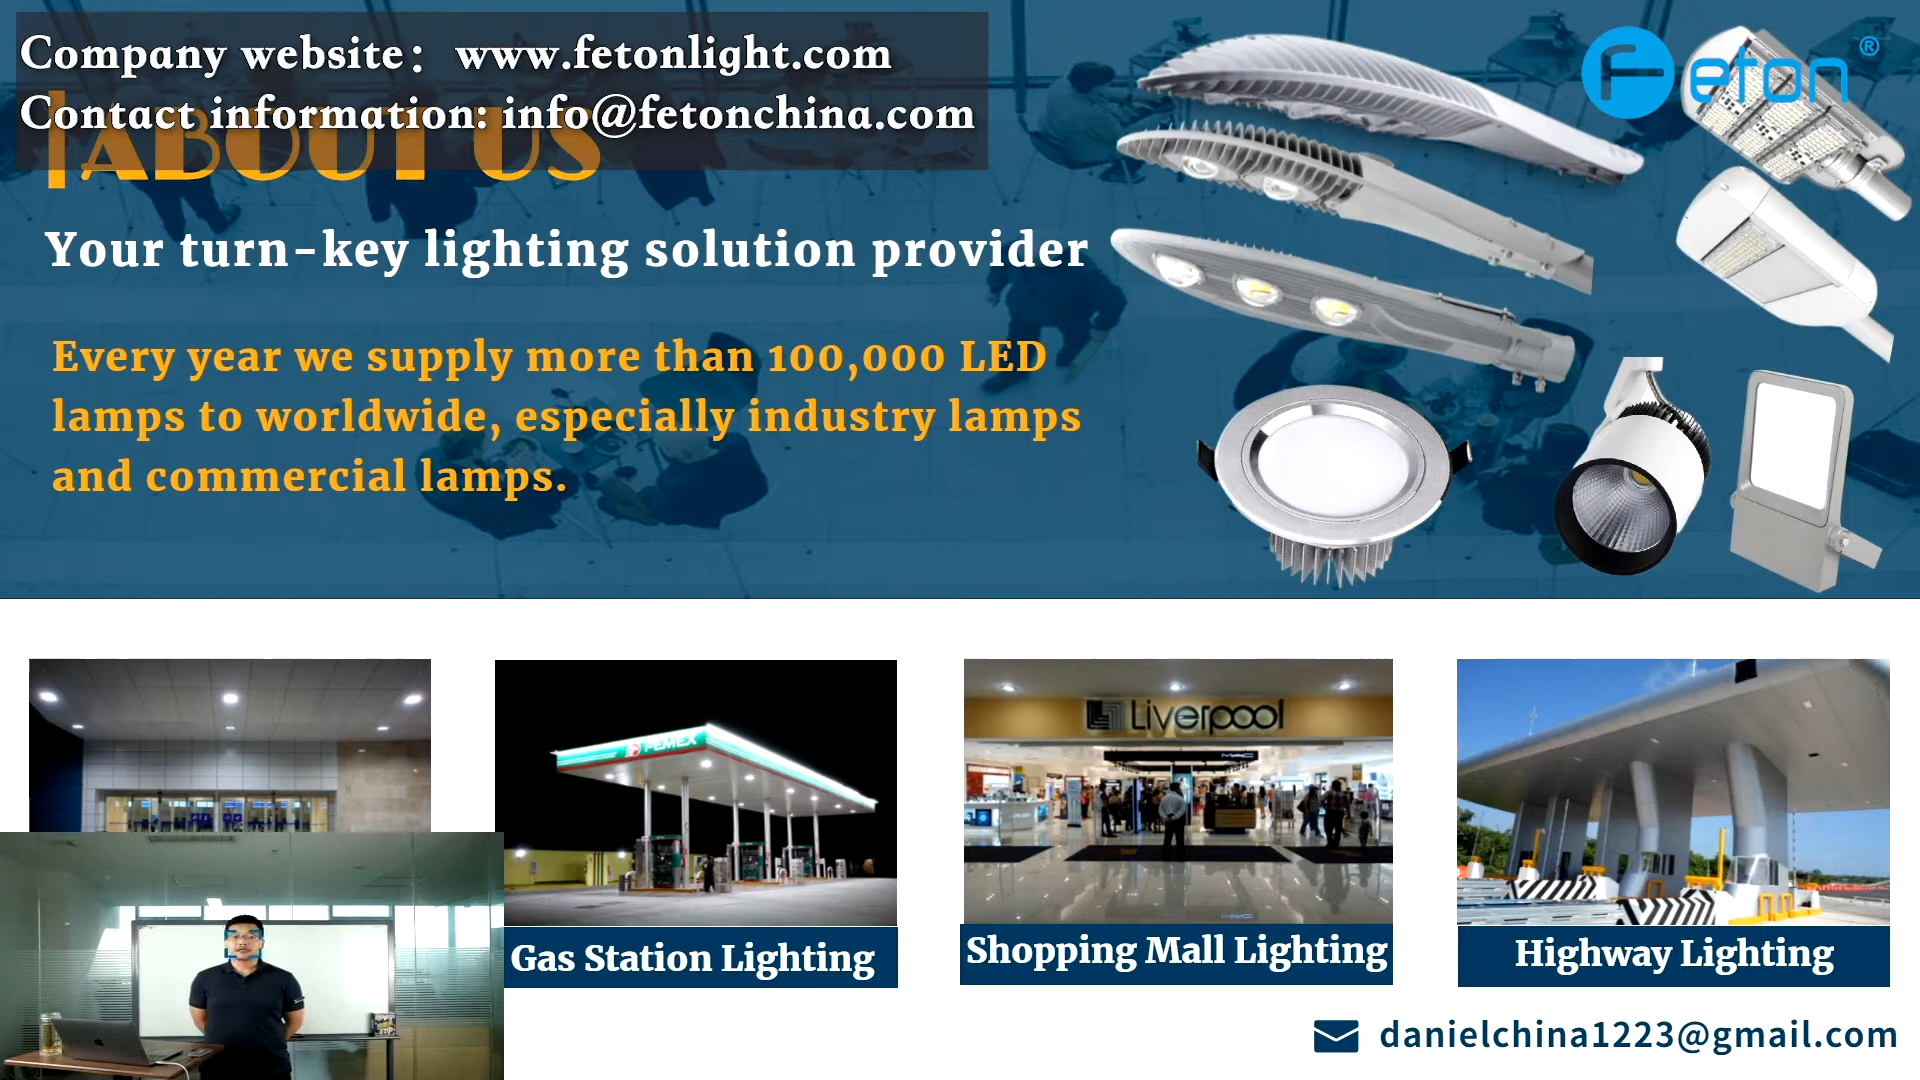 Company website：www.fetonlight.com
Contact information: info@fetonchina.com
ABOUT US
Feton ®
Your turn-key lighting solution provider
Every year we supply more than 100,000 LED
lamps to worldwide, especially industry lamps
and commercial lamps.
PEMEX
Liverpool
MAC
Gas Station Lighting
Shopping Mall Lighting
Highway Lighting
danielchina1223@gmail.com